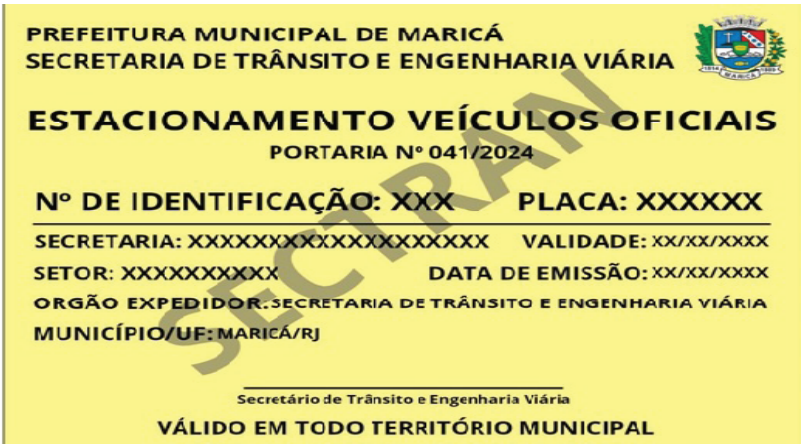 PREFEITURA MUNICIPAL DE MARICÁ
SECRETARIA DE TRÂNSITO E ENGENHARIA VIÁRIA
ESTACIONAMENTO VEÍCULOS OFICIAIS
PORTARIA Nº 041/2024
Nº DE IDENTIFICAÇÃO: XXX PLACA: XXXXXX
SECRETARIA: XXXXXXXXXXXXXXXXXXX VALIDADE: XX/XX/XXXX
SETOR: XXXXXXXXXX DATA DE EMISSÃO: XX/XX/XXXX
ORGÃO EXPEDIDOR: SECRETARIA DE TRÂNSITO E ENGENHARIA VIÁRIA
MUNICÍPIO/UF: MARICÁ/RJ
SECTRAN
Secretário de Trânsito e Engenharia Viária
VÁLIDO EM TODO TERRITÓRIO MUNICIPAL
MARICÁ